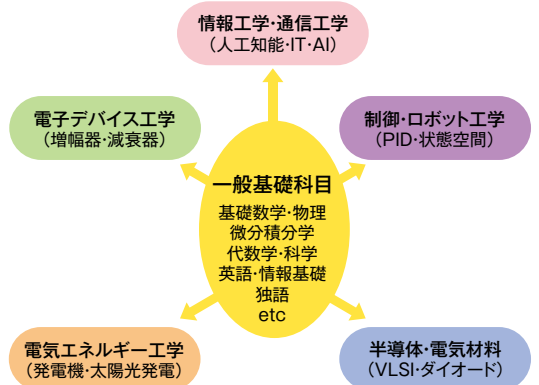 情報工学・通信工学
(人工知能・IT・AI)
電子デバイス工学
(増幅器・減衰器)
制御・ロボット工学
(PID・状態空間)
一般基礎科目
基礎数学・物理
微分積分学
代数学・科学
英語・情報基礎
独語
etc
電気エネルギー工学
(発電機・太陽光発電)
半導体・電気材料
(VLSI・ダイオード)